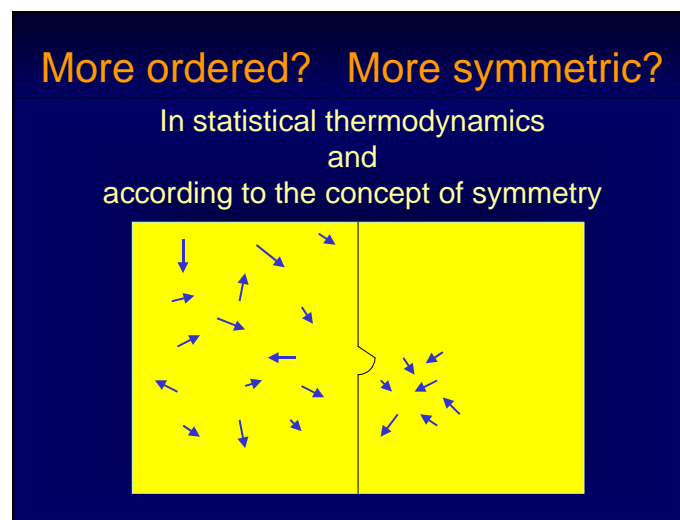 More ordered? More symmetric?
In statistical thermodynamics
and
according to the concept of symmetry